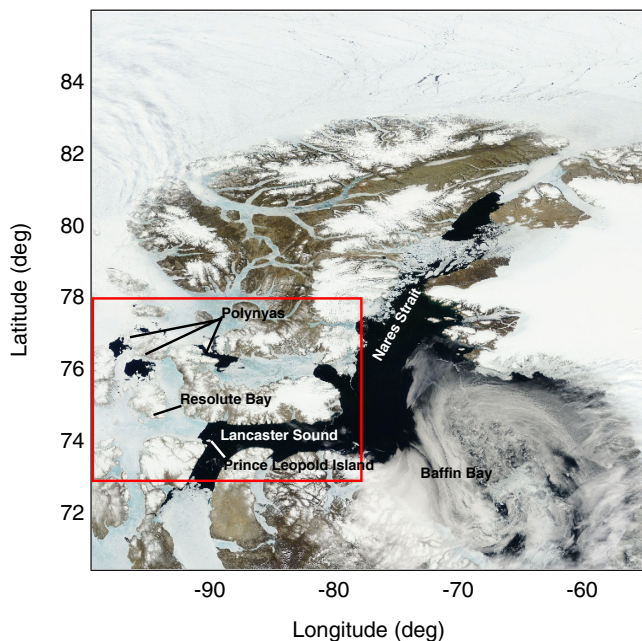 84
82
80
78
76
74
72
Latitude (deg)
Polynyas
Nares Strait
Resolute Bay
Lancaster Sound
Prince Leopold Island
Baffin Bay
-90
-80
-70
-60
Longitude (deg)